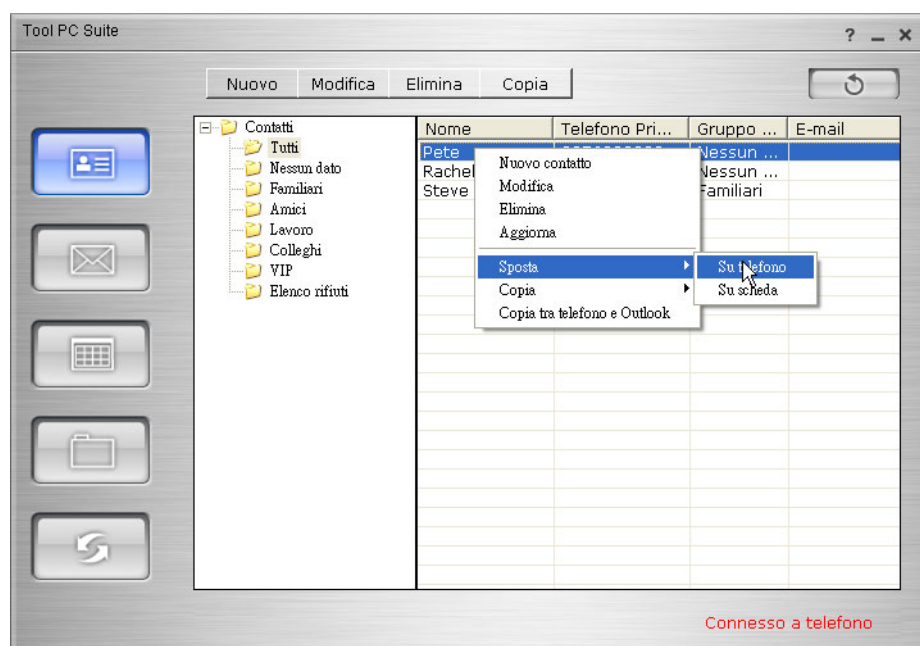 Tool PC Suite
Nuovo Modifica Elimina Copia
Contatti
Tutti
Nessun dato
Familiari
Amici
Lavoro
Colleghi
VIP
Elenco rifiuti
Nome Telefono Pri... Gruppo ... E-mail
Pete Nessun ...
Rachel Nessun ...
Steve Familiari
Nuovo contatto
Modifica
Elimina
Aggiorna
Sposta
Copia
Copia tra telefono e Outlook
Su telefono
Su scheda
Connesso a telefono